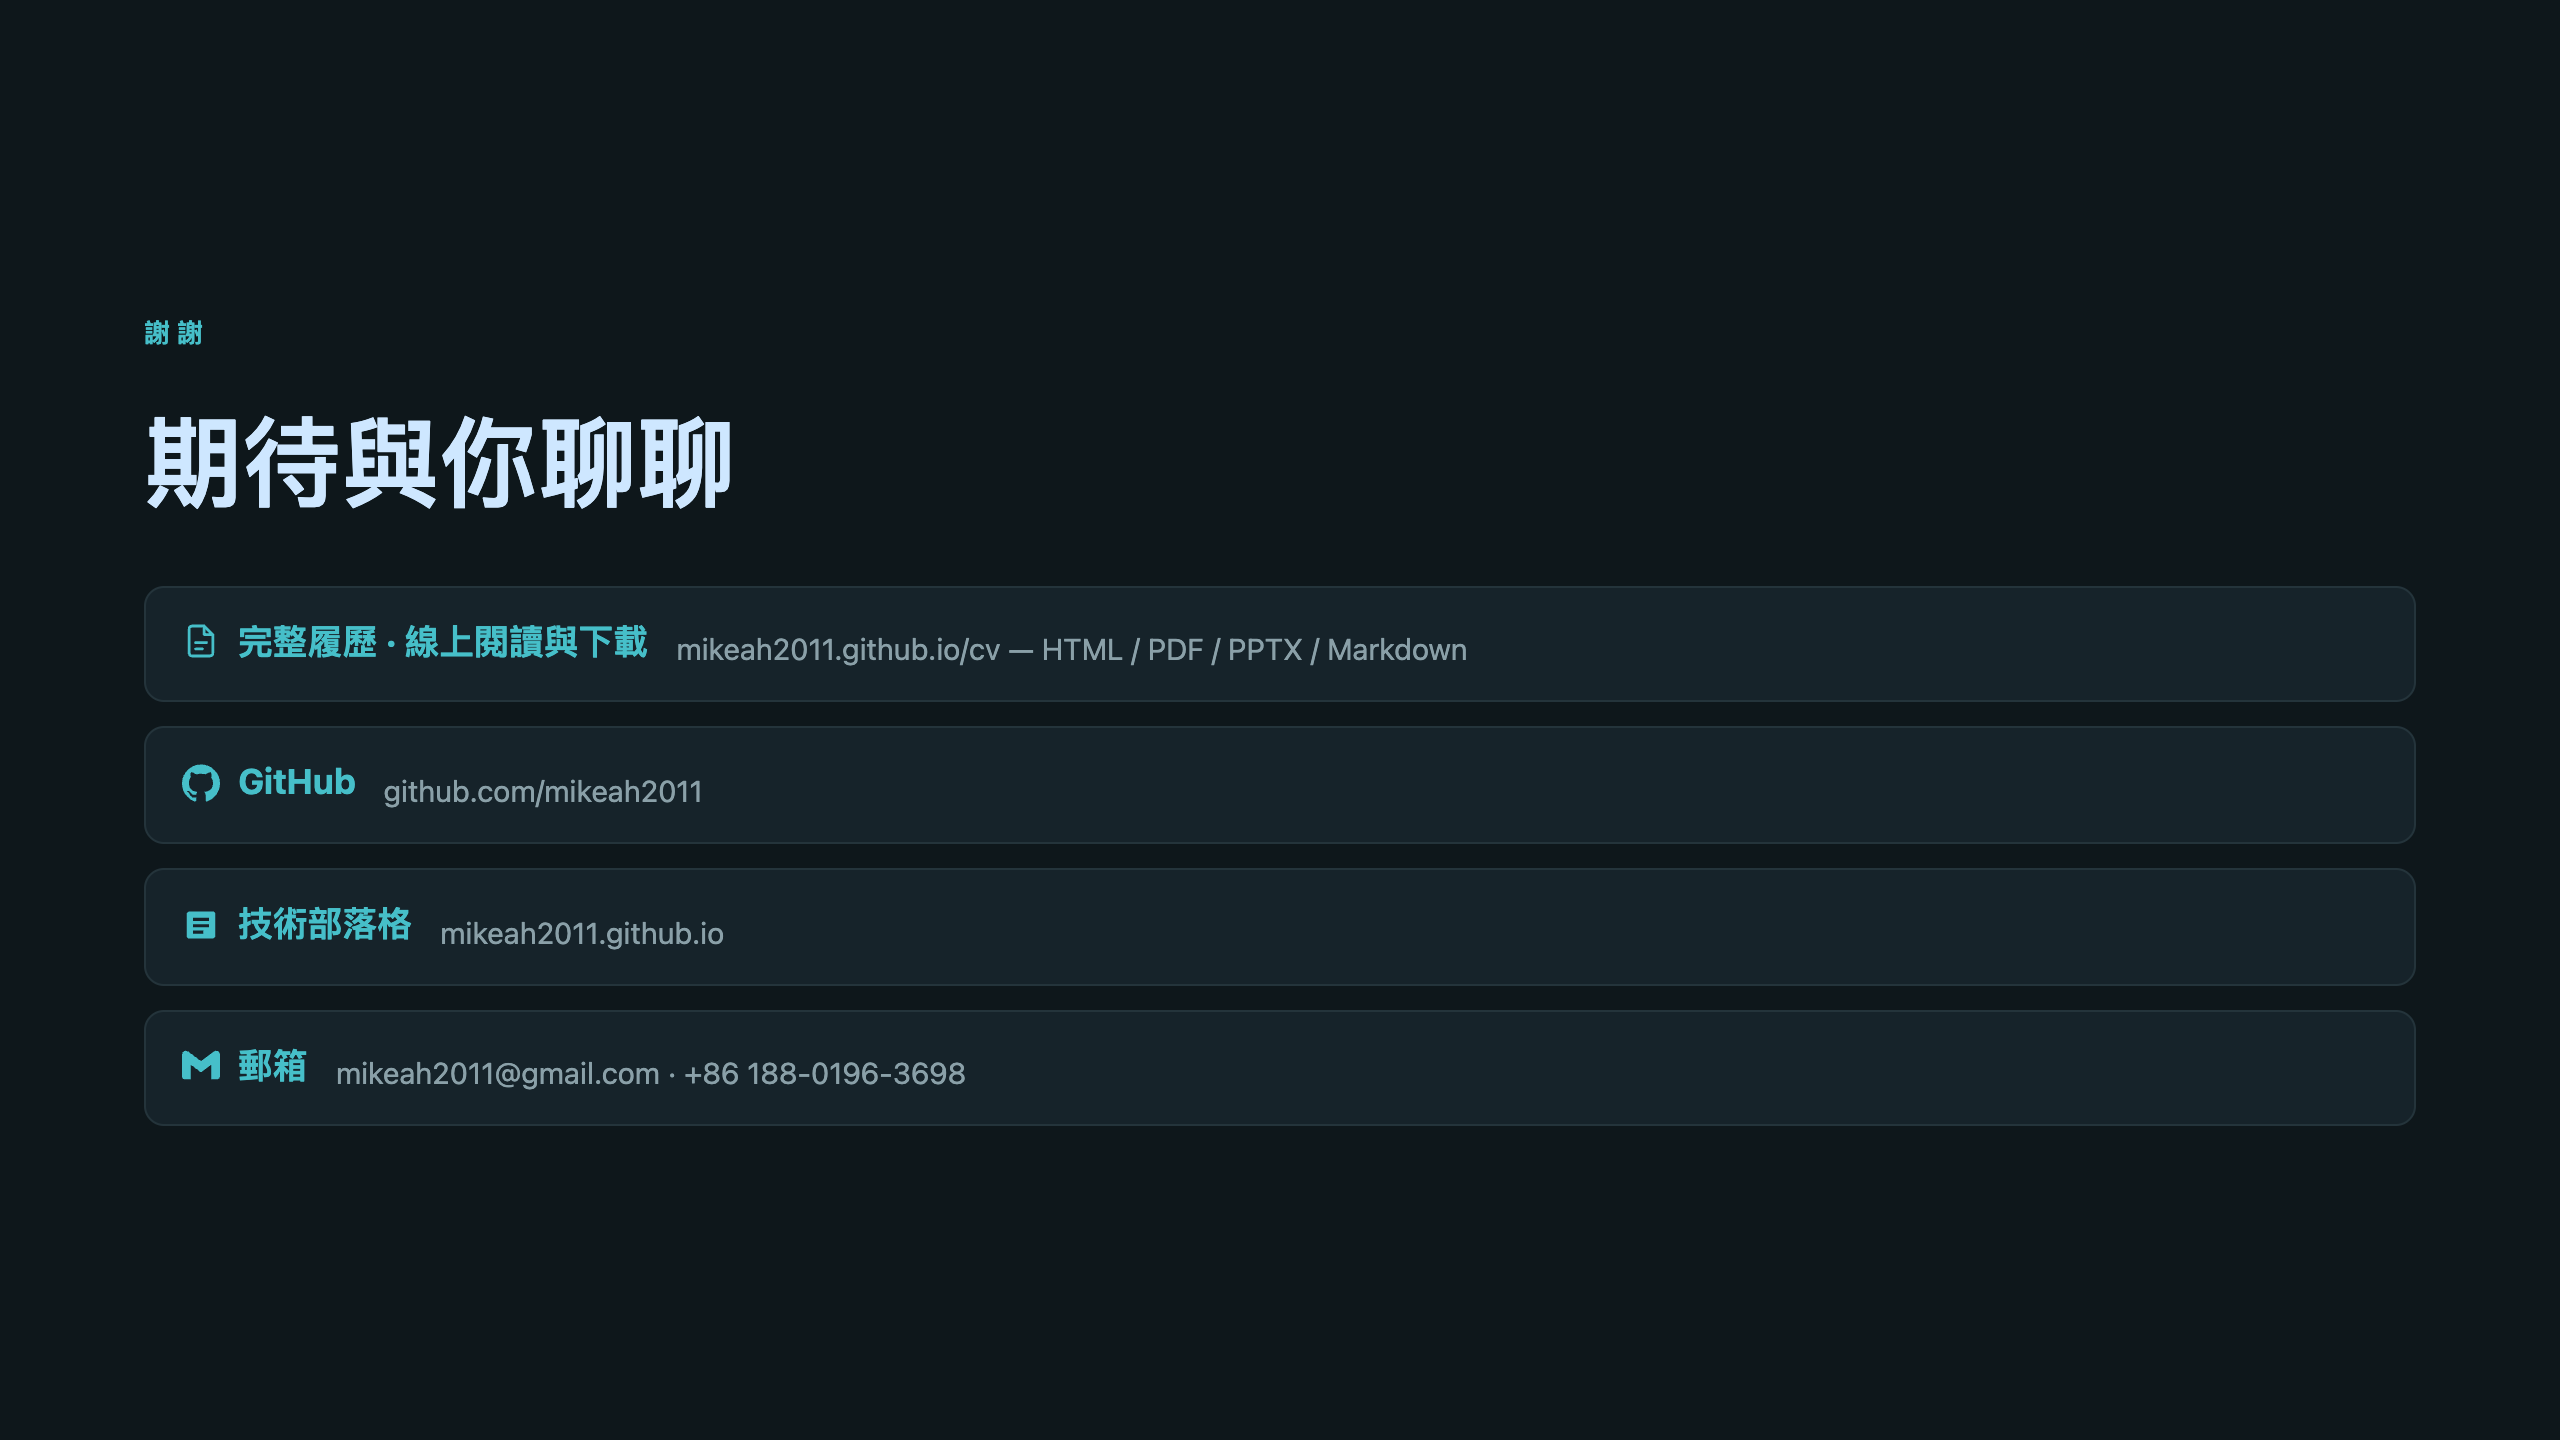 謝謝
期待與你聊聊
完整履歷 · 線上閱讀與下載 mikeah2011.github.io/cv — HTML / PDF / PPTX / Markdown
GitHub github.com/mikeah2011
技術部落格 mikeah2011.github.io
郵箱 mikeah2011@gmail.com · +86 188-0196-3698